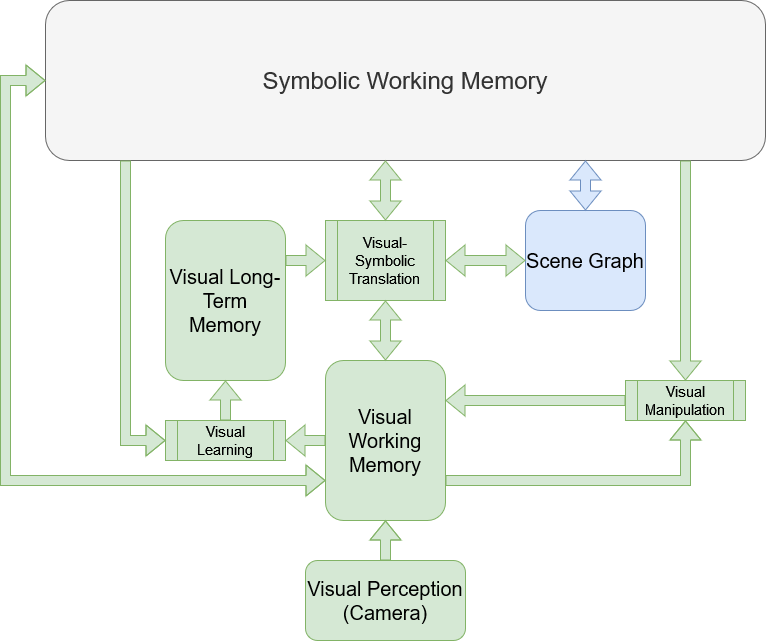 Symbolic Working Memory
Visual-
Symbolic
Translation
Visual Long-
Term
Memory
Scene Graph
Visual
Manipulation
Visual
Working
Memory
Visual
Learning
Visual Perception
(Camera)